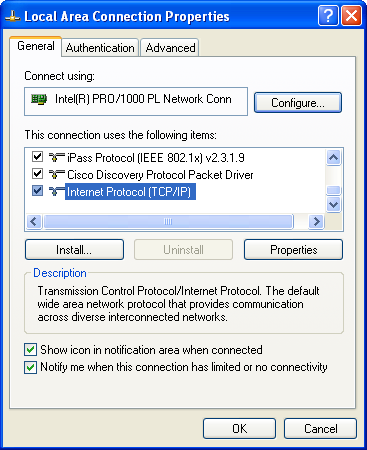 Local Area Connection Properties
General Authentication Advanced
Connect using:
Intel(R) PRO/1000 PL Network Conn
Configure...
This connection uses the following items:
iPass Protocol (IEEE 802.1x) v2.3.1.9
Cisco Discovery Protocol Packet Driver
Internet Protocol (TCP/IP)
Install... Uninstall Properties
Description
Transmission Control Protocol/Internet Protocol. The default
wide area network protocol that provides communication
across diverse interconnected networks.
Show icon in notification area when connected
Notify me when this connection has limited or no connectivity
OK Cancel